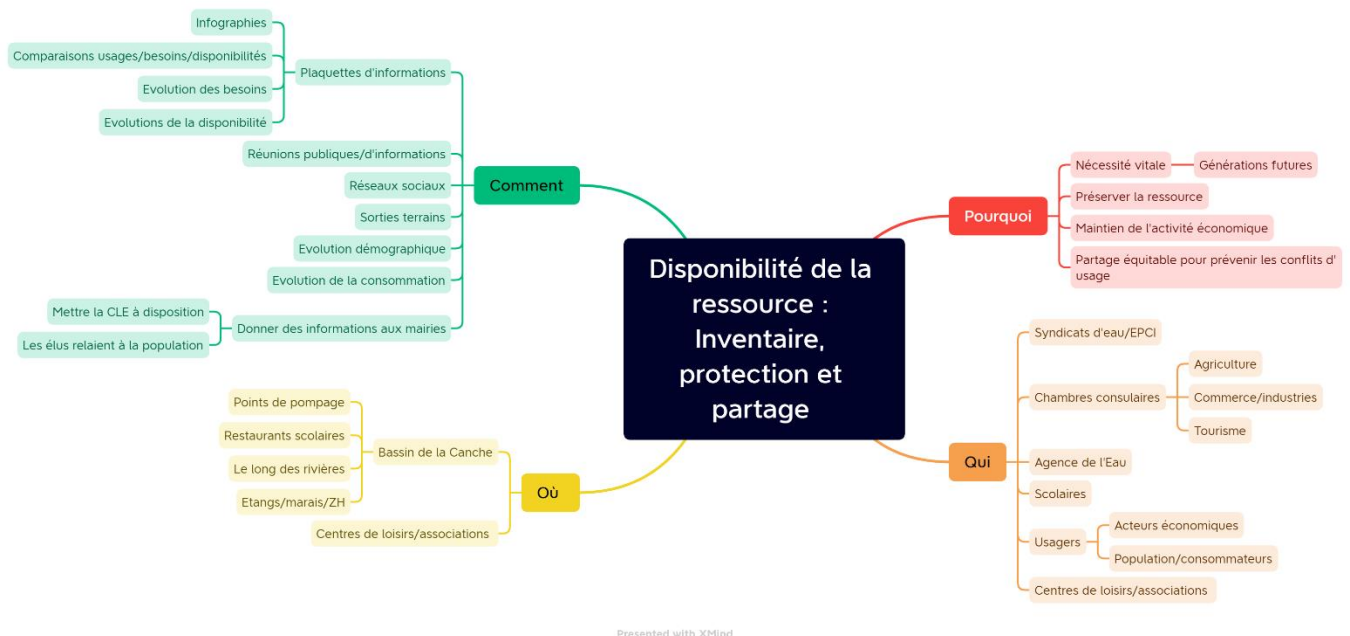 Disponibilité de la
ressource :
Inventaire,
protection et
partage
Comment
Plaquettes d'informations
Infographies
Comparaisons usages/besoins/disponibilités
Evolution des besoins
Evolutions de la disponibilité
Réunions publiques/d'informations
Réseaux sociaux
Sorties terrains
Evolution démographique
Evolution de la consommation
Donner des informations aux mairies
Mettre la CLE à disposition
Les élus relaient à la population
Pourquoi
Nécessité vitale
Générations futures
Préserver la ressource
Maintien de l'activité économique
Partage équitable pour prévenir les conflits d'
usage
Qui
Syndicats d'eau/EPCI
Chambres consulaires
Agriculture
Commerce/industries
Tourisme
Agence de l'Eau
Scolaires
Usagers
Acteurs économiques
Population/consommateurs
Centres de loisirs/associations
Où
Bassin de la Canche
Points de pompage
Restaurants scolaires
Le long des rivières
Etangs/marais/ZH
Centres de loisirs/associations
Presented with XMind